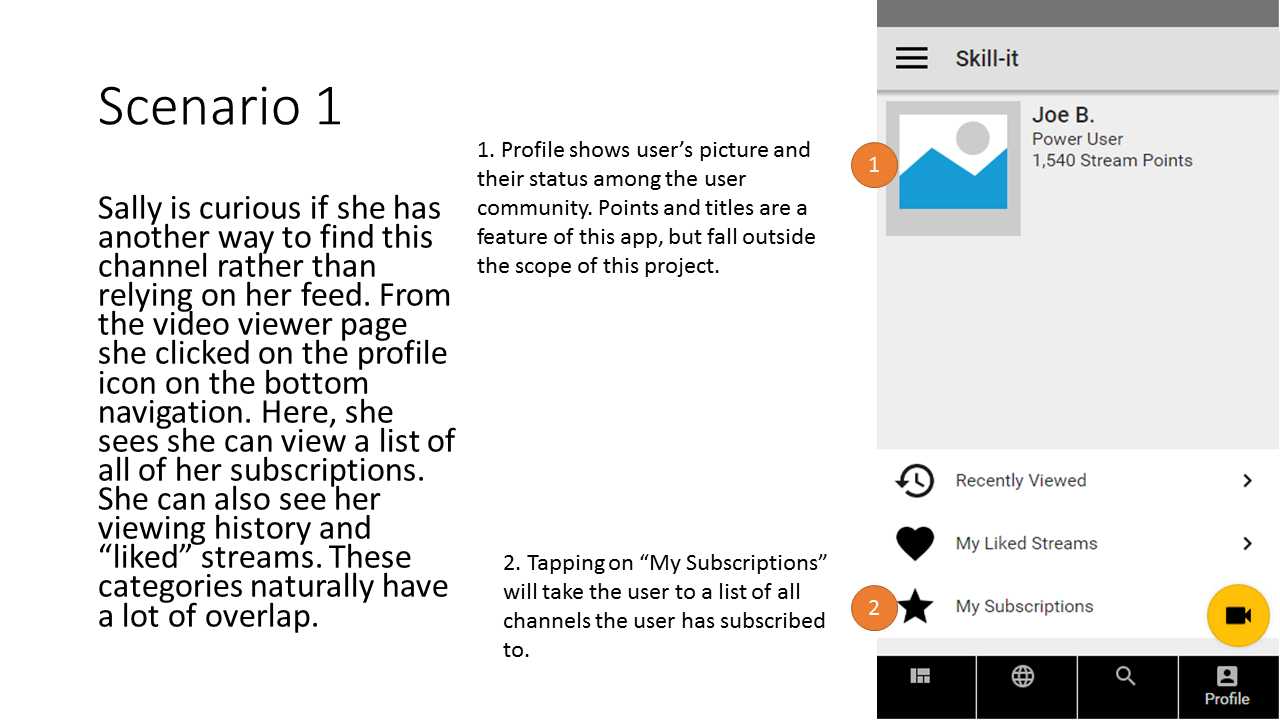 Scenario 1
Sally is curious if she has
another way to find this
channel rather than
relying on her feed. From
the video viewer page
she clicked on the profile
icon on the bottom
navigation. Here, she
sees she can view a list of
all of her subscriptions.
She can also see her
viewing history and
“liked” streams. These
categories naturally have
a lot of overlap.
1. Profile shows user’s picture and
their status among the user
community. Points and titles are a
feature of this app, but fall outside
the scope of this project.
2. Tapping on “My Subscriptions”
will take the user to a list of all
channels the user has subscribed
to.
Skill-it
1
Joe B.
Power User
1,540 Stream Points
Recently Viewed
My Liked Streams
2
My Subscriptions
Profile